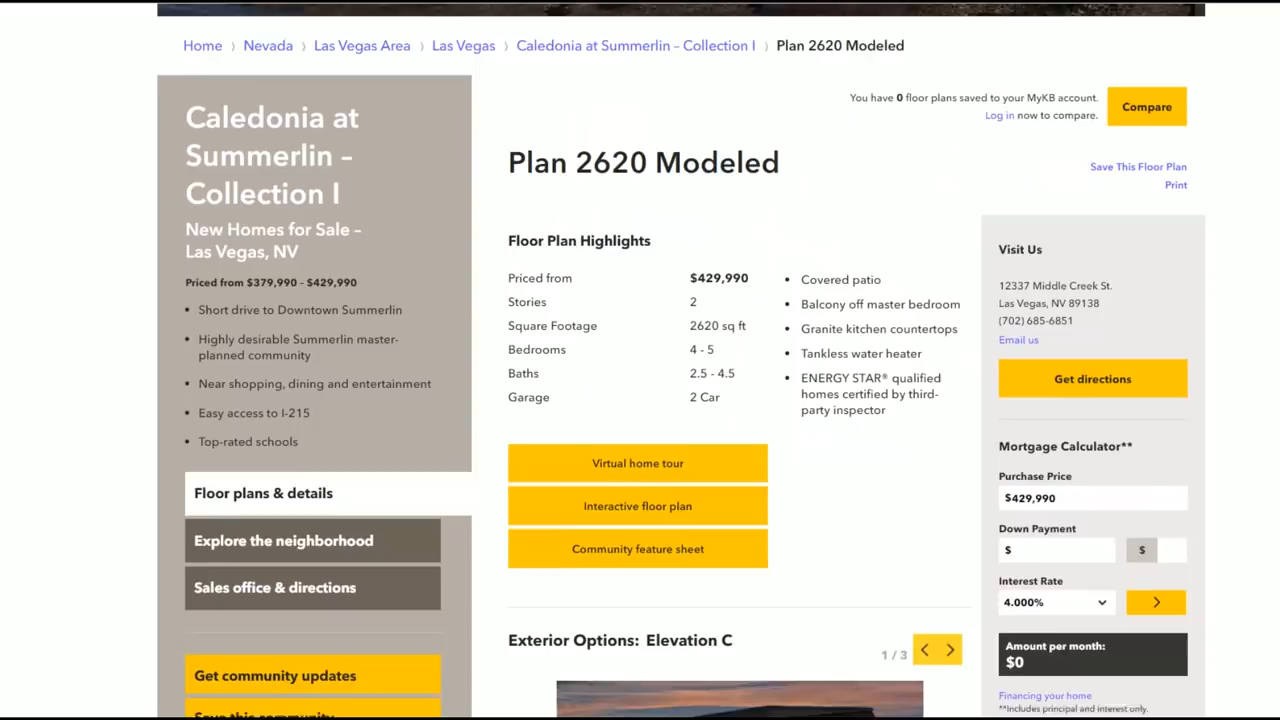 Home › Nevada › Las Vegas Area › Las Vegas › Caledonia at Summerlin – Collection I › Plan 2620 Modeled
Caledonia at
Summerlin –
Collection I
New Homes for Sale –
Las Vegas, NV
Priced from $379,990 - $429,990
• Short drive to Downtown Summerlin
• Highly desirable Summerlin master-
planned community
• Near shopping, dining and entertainment
• Easy access to I-215
• Top-rated schools
Floor plans & details
Explore the neighborhood
Sales office & directions
Get community updates
Save this community
You have 0 floor plans saved to your MyKB account.
Log in now to compare.
Compare
Plan 2620 Modeled
Save This Floor Plan
Print
Floor Plan Highlights
Priced from $429,990
Stories 2
Square Footage 2620 sq ft
Bedrooms 4 - 5
Baths 2.5 - 4.5
Garage 2 Car
• Covered patio
• Balcony off master bedroom
• Granite kitchen countertops
• Tankless water heater
• ENERGY STAR® qualified
homes certified by third-
party inspector
Virtual home tour
Interactive floor plan
Community feature sheet
Exterior Options: Elevation C
1 / 3
Visit Us
12337 Middle Creek St.
Las Vegas, NV 89138
(702) 685-6851
Email us
Get directions
Mortgage Calculator**
Purchase Price
$429,990
Down Payment
$ $
Interest Rate
4.000%
Amount per month:
$0
Financing your home
**Includes principal and interest only.